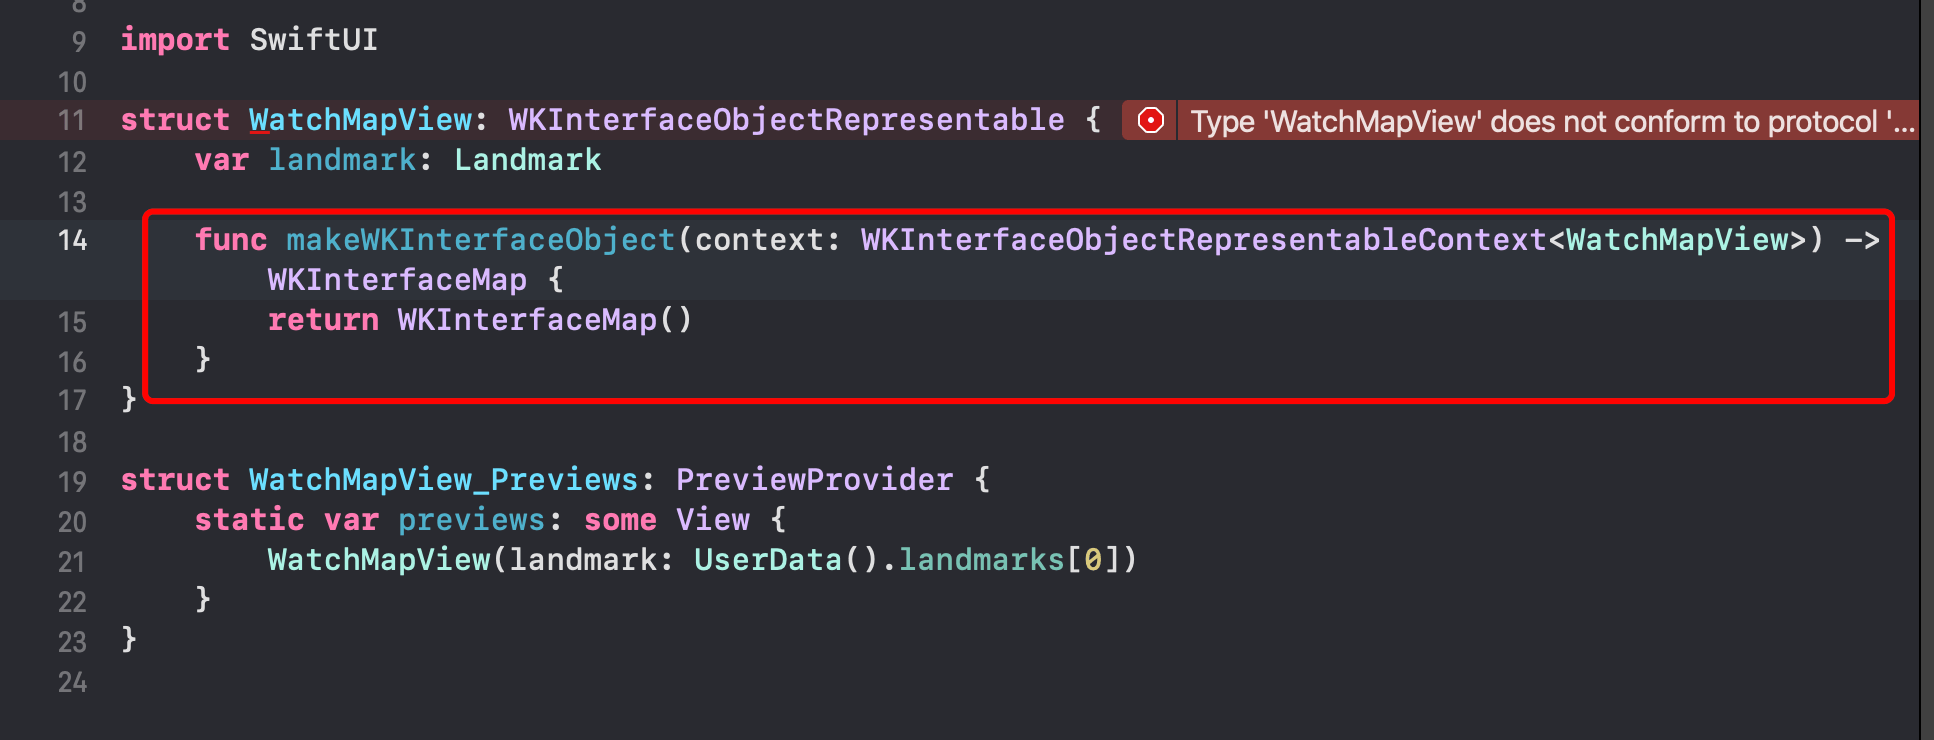 8
9 import SwiftUI
10
11 struct WatchMapView: WKInterfaceObjectRepresentable { Type 'WatchMapView' does not conform to protocol '...
12 var landmark: Landmark
13
14 func makeWKInterfaceObject(context: WKInterfaceObjectRepresentableContext<WatchMapView>) ->
WKInterfaceMap {
15 return WKInterfaceMap()
16 }
17 }
18
19 struct WatchMapView_Previews: PreviewProvider {
20 static var previews: some View {
21 WatchMapView(landmark: UserData().landmarks[0])
22 }
23 }
24